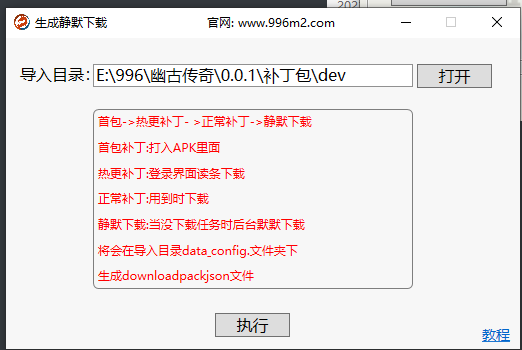 202
生成静默下载 官网: www.996m2.com
导入目录: E:\996\幽古传奇\0.0.1\补丁包\dev 打开
首包->热更补丁- >正常补丁->静默下载
首包补丁:打入APK里面
热更补丁:登录界面读条下载
正常补丁:用到时下载
静默下载:当没下载任务时后台默默下载
将会在导入目录data_config.文件夹下
生成downloadpackjson文件
执行
教程